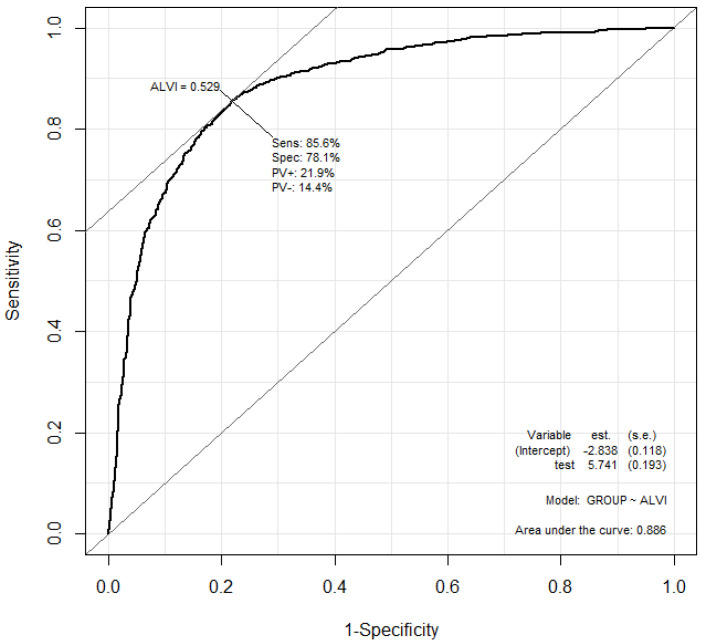 1.0
0.8
0.6
0.4
0.2
0.0
Sensitivity
ALVI = 0.529
Sens: 85.6%
Spec: 78.1%
PV+: 21.9%
PV-: 14.4%
Variable est. (s.e.)
(Intercept) -2.838 (0.118)
test 5.741 (0.193)
Model: GROUP ~ ALVI
Area under the curve: 0.886
0.0 0.2 0.4 0.6 0.8 1.0
1-Specificity